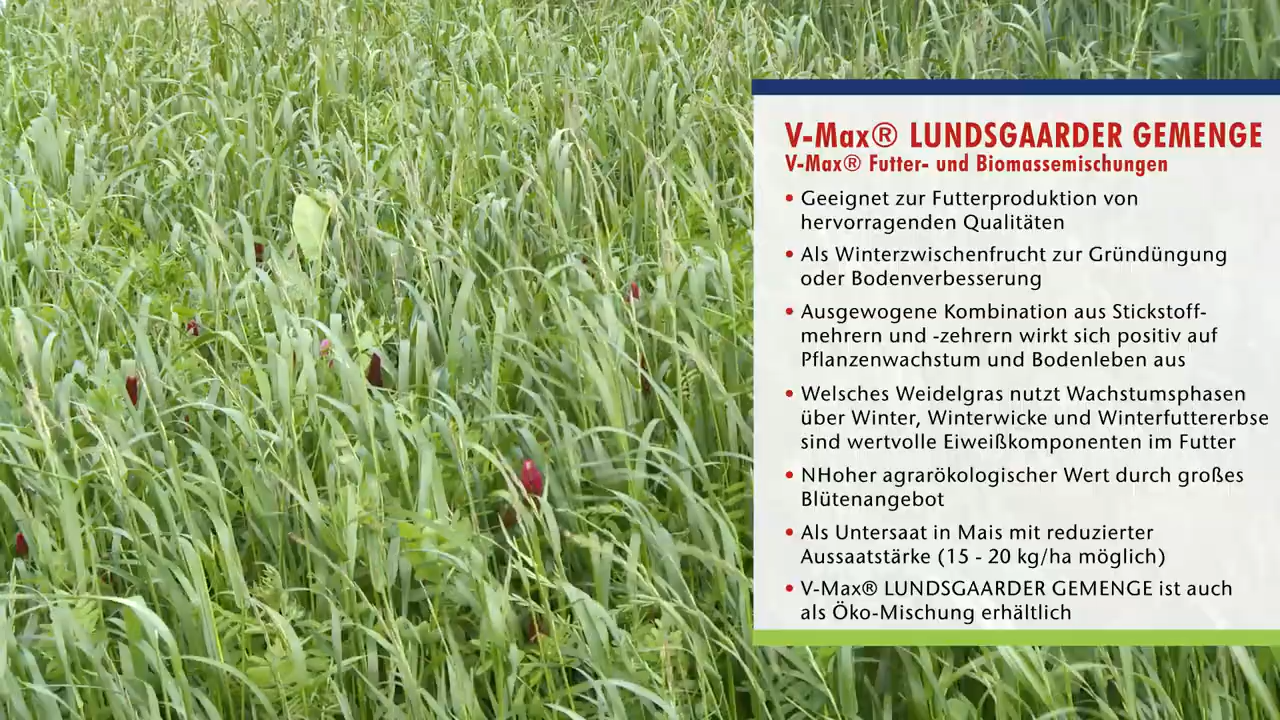 V-Max® LUNDSGAARDER GEMENGE
V-Max® Futter- und Biomassemischungen
• Geeignet zur Futterproduktion von
hervorragenden Qualitäten
• Als Winterzwischenfrucht zur Gründüngung
oder Bodenverbesserung
• Ausgewogene Kombination aus Stickstoff-
mehrern und -zehrern wirkt sich positiv auf
Pflanzenwachstum und Bodenleben aus
• Welsches Weidelgras nutzt Wachstumsphasen
über Winter, Winterwicke und Winterfuttererbse
sind wertvolle Eiweißkomponenten im Futter
• NHoher agrarökologischer Wert durch großes
Blütenangebot
• Als Untersaat in Mais mit reduzierter
Aussaatstärke (15 - 20 kg/ha möglich)
• V-Max® LUNDSGAARDER GEMENGE ist auch
als Öko-Mischung erhältlich